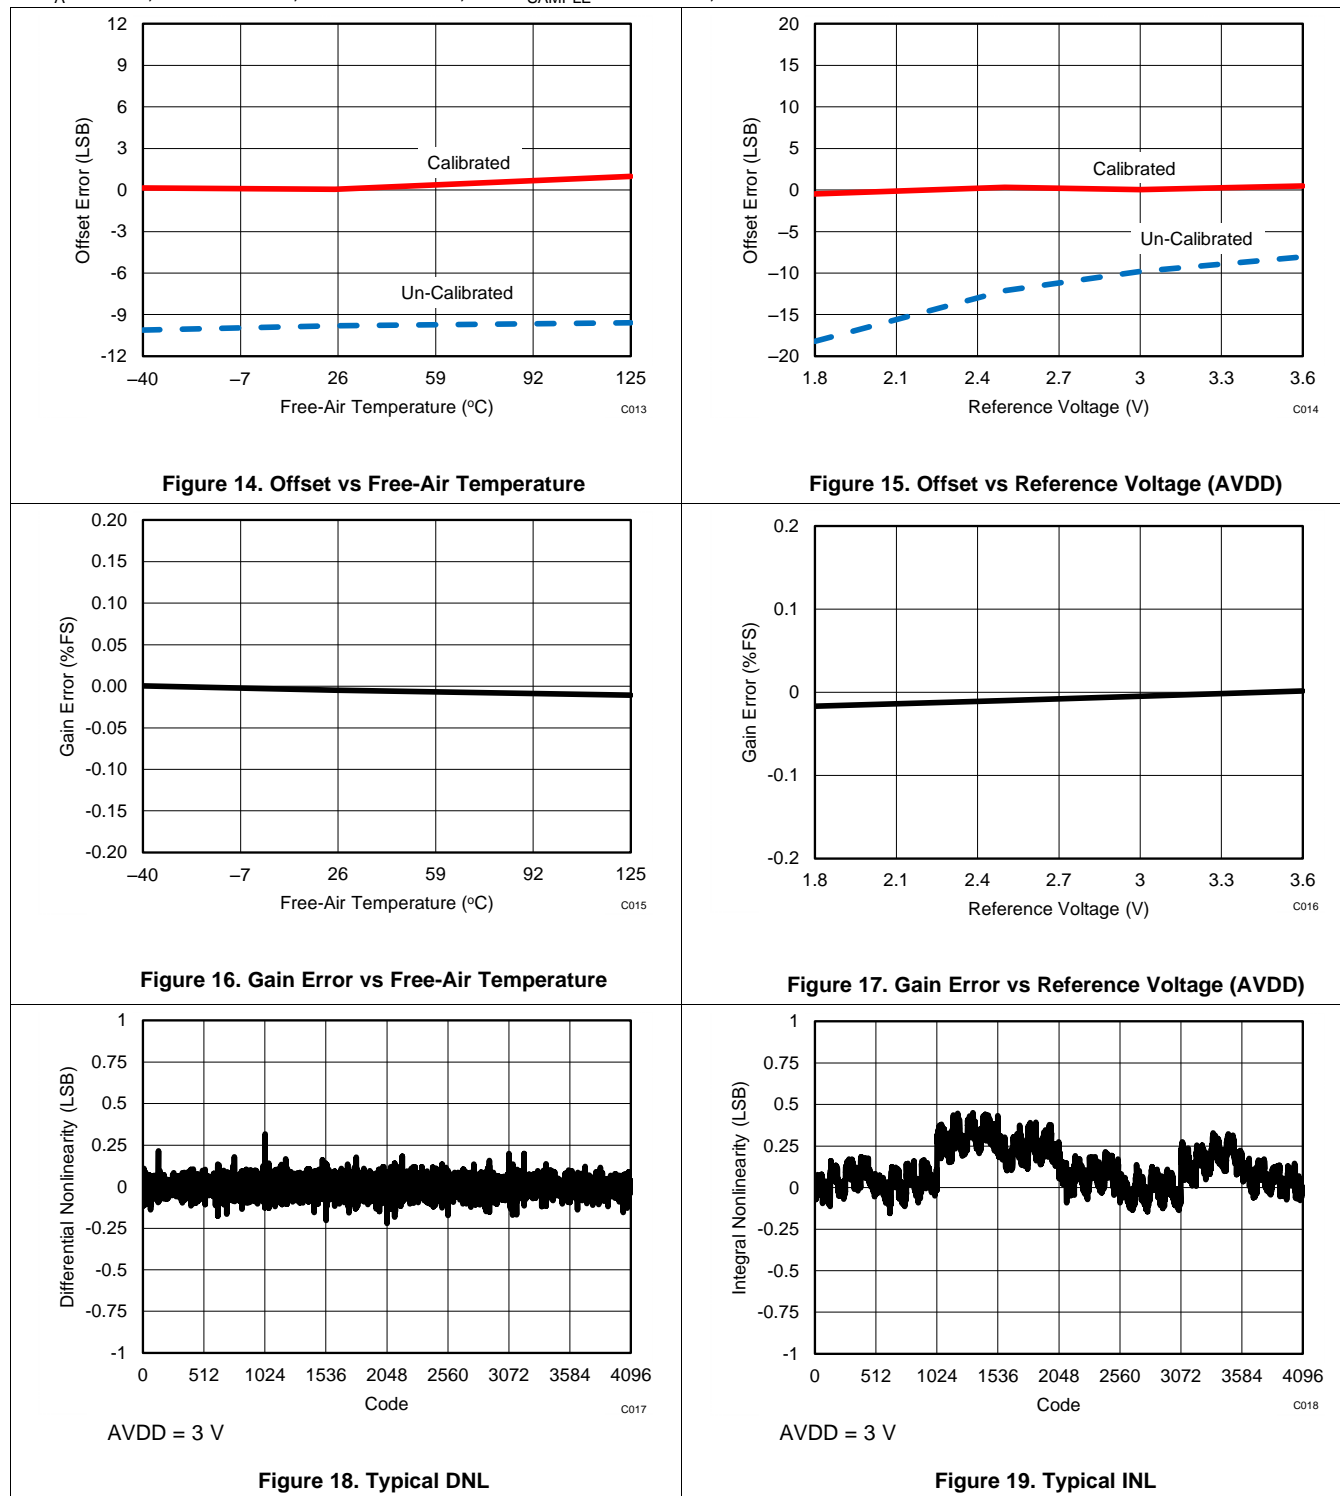 A
SAMPLE
12
9
6
3
0
-3
-6
-9
-12
Offset Error (LSB)
Calibrated
Un-Calibrated
–40 –7 26 59 92 125
Free-Air Temperature (oC)
C013
Figure 14. Offset vs Free-Air Temperature
20
15
10
5
0
–5
–10
–15
–20
Offset Error (LSB)
Calibrated
Un-Calibrated
1.8 2.1 2.4 2.7 3 3.3 3.6
Reference Voltage (V)
C014
Figure 15. Offset vs Reference Voltage (AVDD)
0.20
0.15
0.10
0.05
0.00
-0.05
-0.10
-0.15
-0.20
Gain Error (%FS)
–40 –7 26 59 92 125
Free-Air Temperature (oC)
C015
Figure 16. Gain Error vs Free-Air Temperature
0.2
0.1
0
-0.1
-0.2
Gain Error (%FS)
1.8 2.1 2.4 2.7 3 3.3 3.6
Reference Voltage (V)
C016
Figure 17. Gain Error vs Reference Voltage (AVDD)
1
0.75
0.5
0.25
0
-0.25
-0.5
-0.75
-1
Differential Nonlinearity (LSB)
0 512 1024 1536 2048 2560 3072 3584 4096
Code
C017
AVDD = 3 V
Figure 18. Typical DNL
1
0.75
0.5
0.25
0
-0.25
-0.5
-0.75
-1
Integral Nonlinearity (LSB)
0 512 1024 1536 2048 2560 3072 3584 4096
Code
C018
AVDD = 3 V
Figure 19. Typical INL